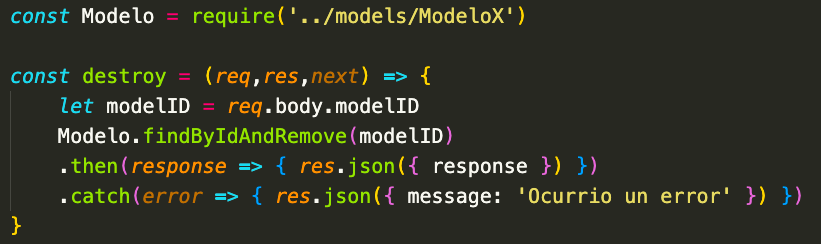 const Modelo = require('../models/ModeloX')
const destroy = (req,res,next) => {
let modelID = req.body.modelID
Modelo.findByIdAndRemove(modelID)
.then(response => { res.json({ response }) })
.catch(error => { res.json({ message: 'Ocurrio un error' }) })
}